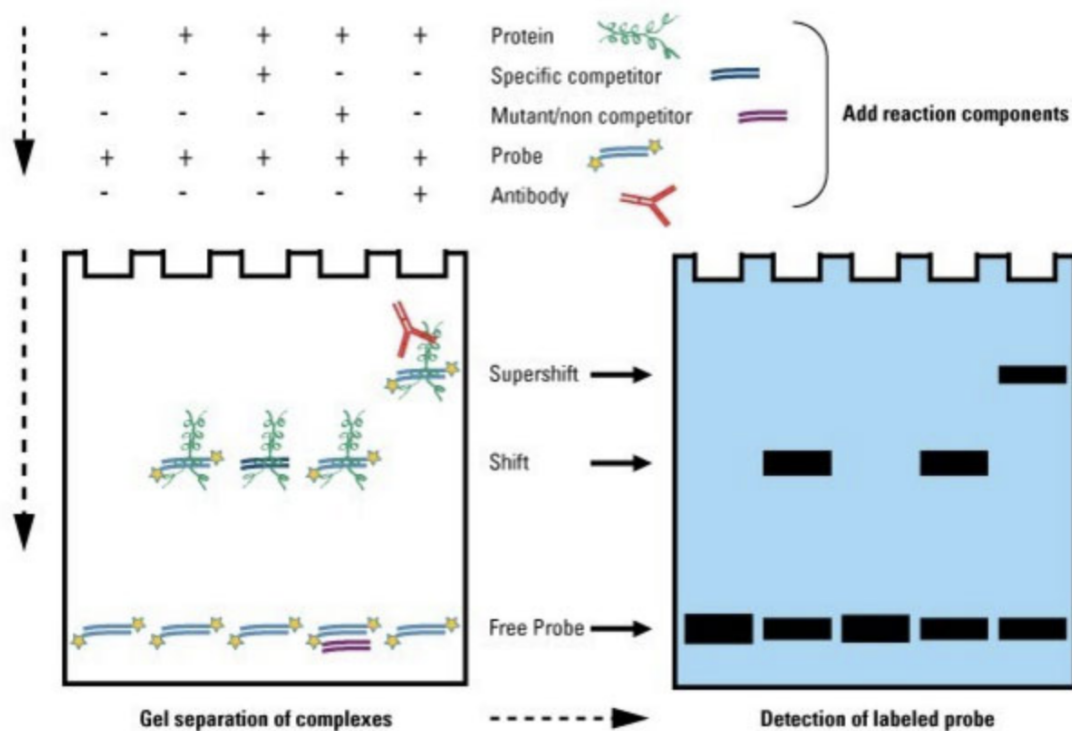 - + + + + Protein
- - + - - Specific competitor
- - - + - Mutant/non competitor
Add reaction components
+ + + + + Probe
- - - - + Antibody
Supershift
Shift
Free Probe
Gel separation of complexes
Detection of labeled probe